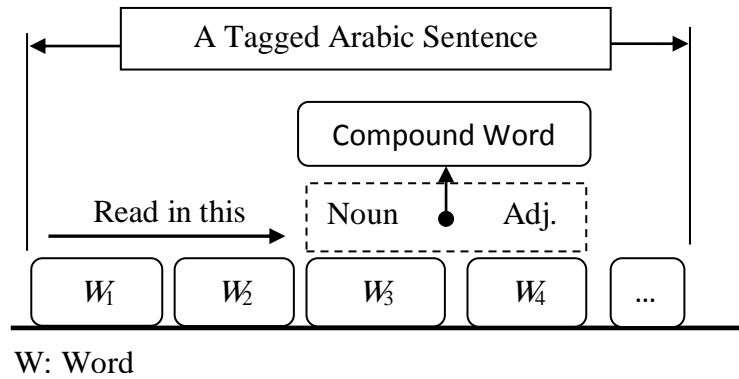 A Tagged Arabic Sentence
Compound Word
Read in this
Noun Adj.
W1 W2 W3 W4 ...
W: Word